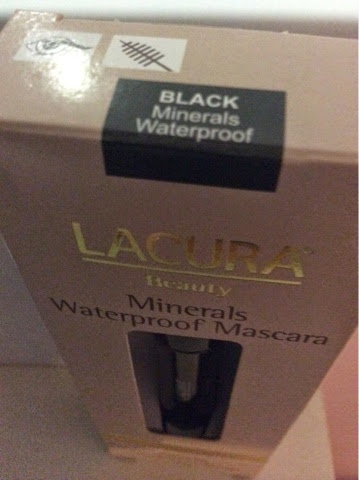 BLACK
Minerals
Waterproof
LACURA®
Beauty
Minerals
Waterproof Mascara